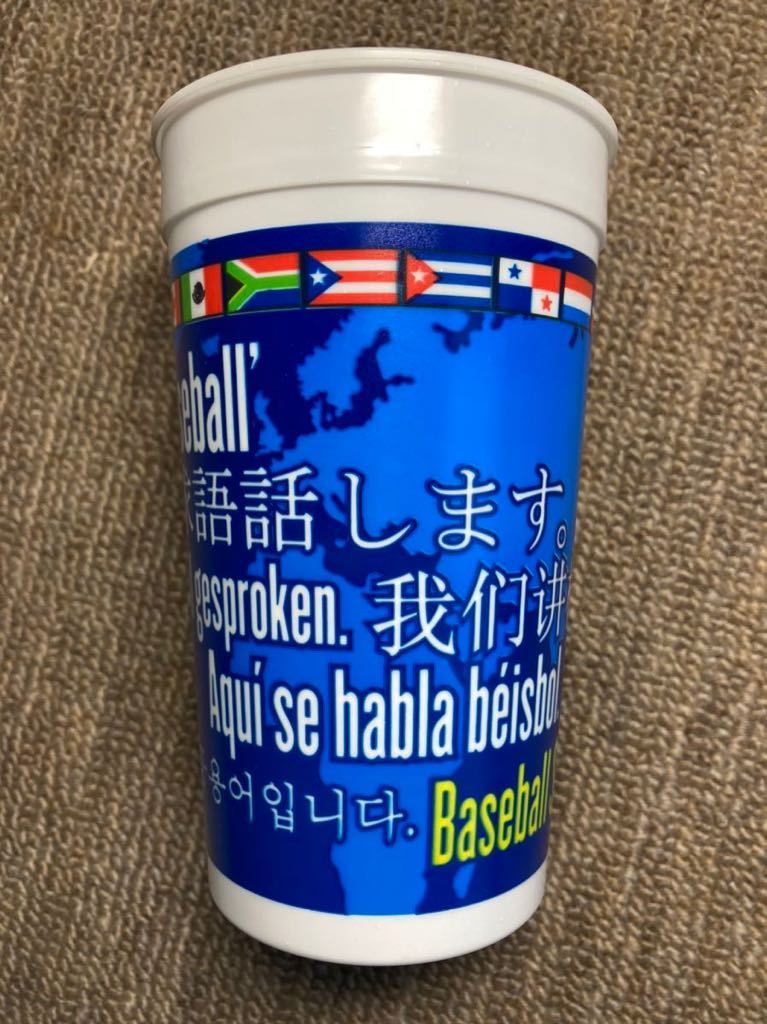 eball'
語話します。
gesproken. 我们讲
Aquí se habla béisbol.
용어입니다. Baseball